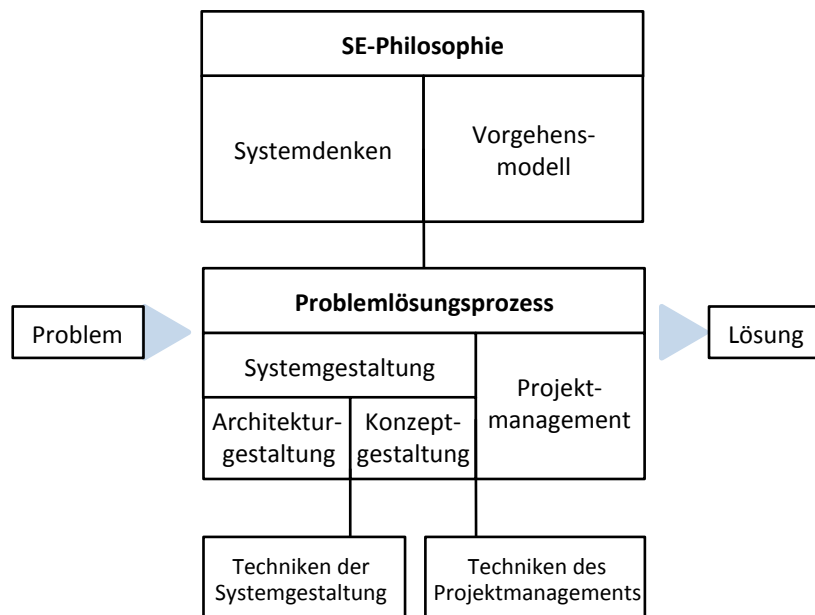 SE-Philosophie
Systemdenken
Vorgehens-
modell
Problemlösungsprozess
Problem
Lösung
Systemgestaltung
Projekt-
management
Architektur-
gestaltung
Konzept-
gestaltung
Techniken der
Systemgestaltung
Techniken des
Projektmanagements